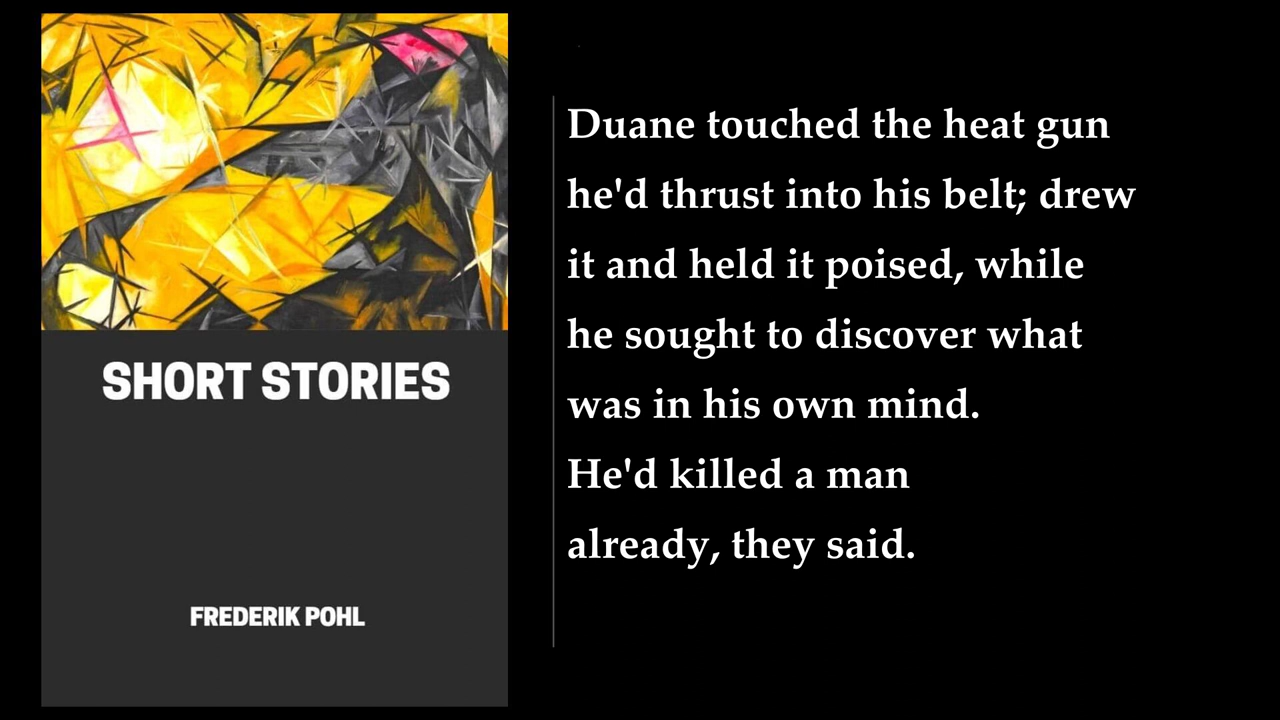 SHORT STORIES
FREDERIK POHL
Duane touched the heat gun
he'd thrust into his belt; drew
it and held it poised, while
he sought to discover what
was in his own mind.
He'd killed a man
already, they said.